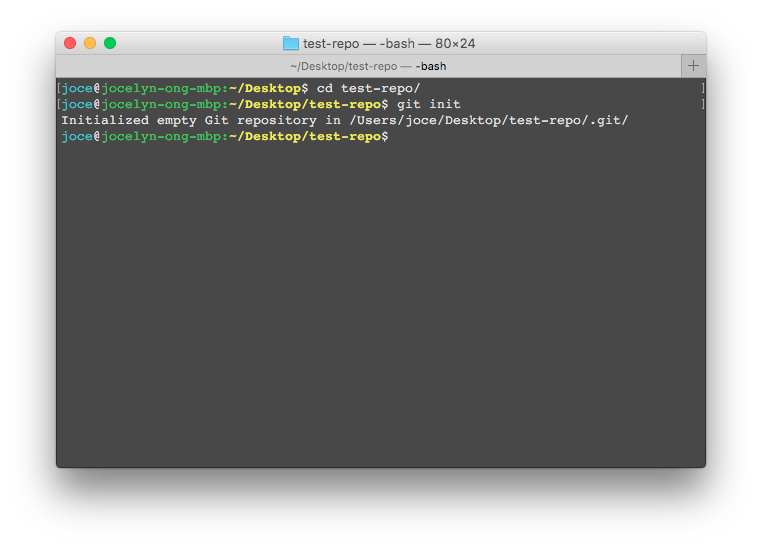 test-repo — -bash — 80×24
~/Desktop/test-repo — -bash +
[joce@jocelyn-ong-mbp:~/Desktop$ cd test-repo/ ]
[joce@jocelyn-ong-mbp:~/Desktop/test-repo$ git init ]
Initialized empty Git repository in /Users/joce/Desktop/test-repo/.git/
joce@jocelyn-ong-mbp:~/Desktop/test-repo$